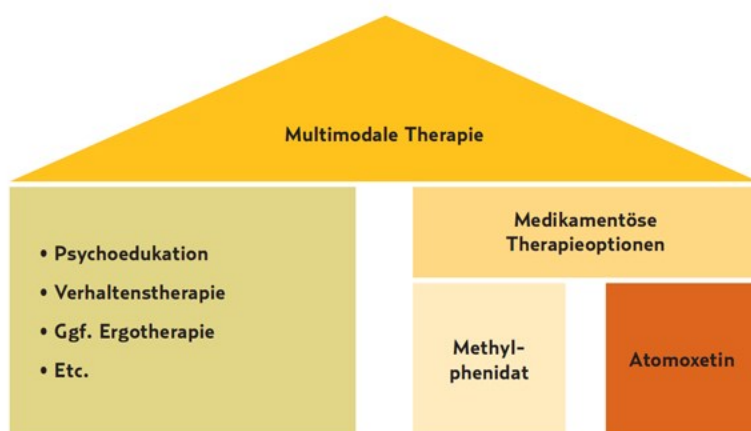 Multimodale Therapie
• Psychoedukation
• Verhaltenstherapie
• Ggf. Ergotherapie
• Etc.
Medikamentöse
Therapieoptionen
Methyl-
phenidat
Atomoxetin